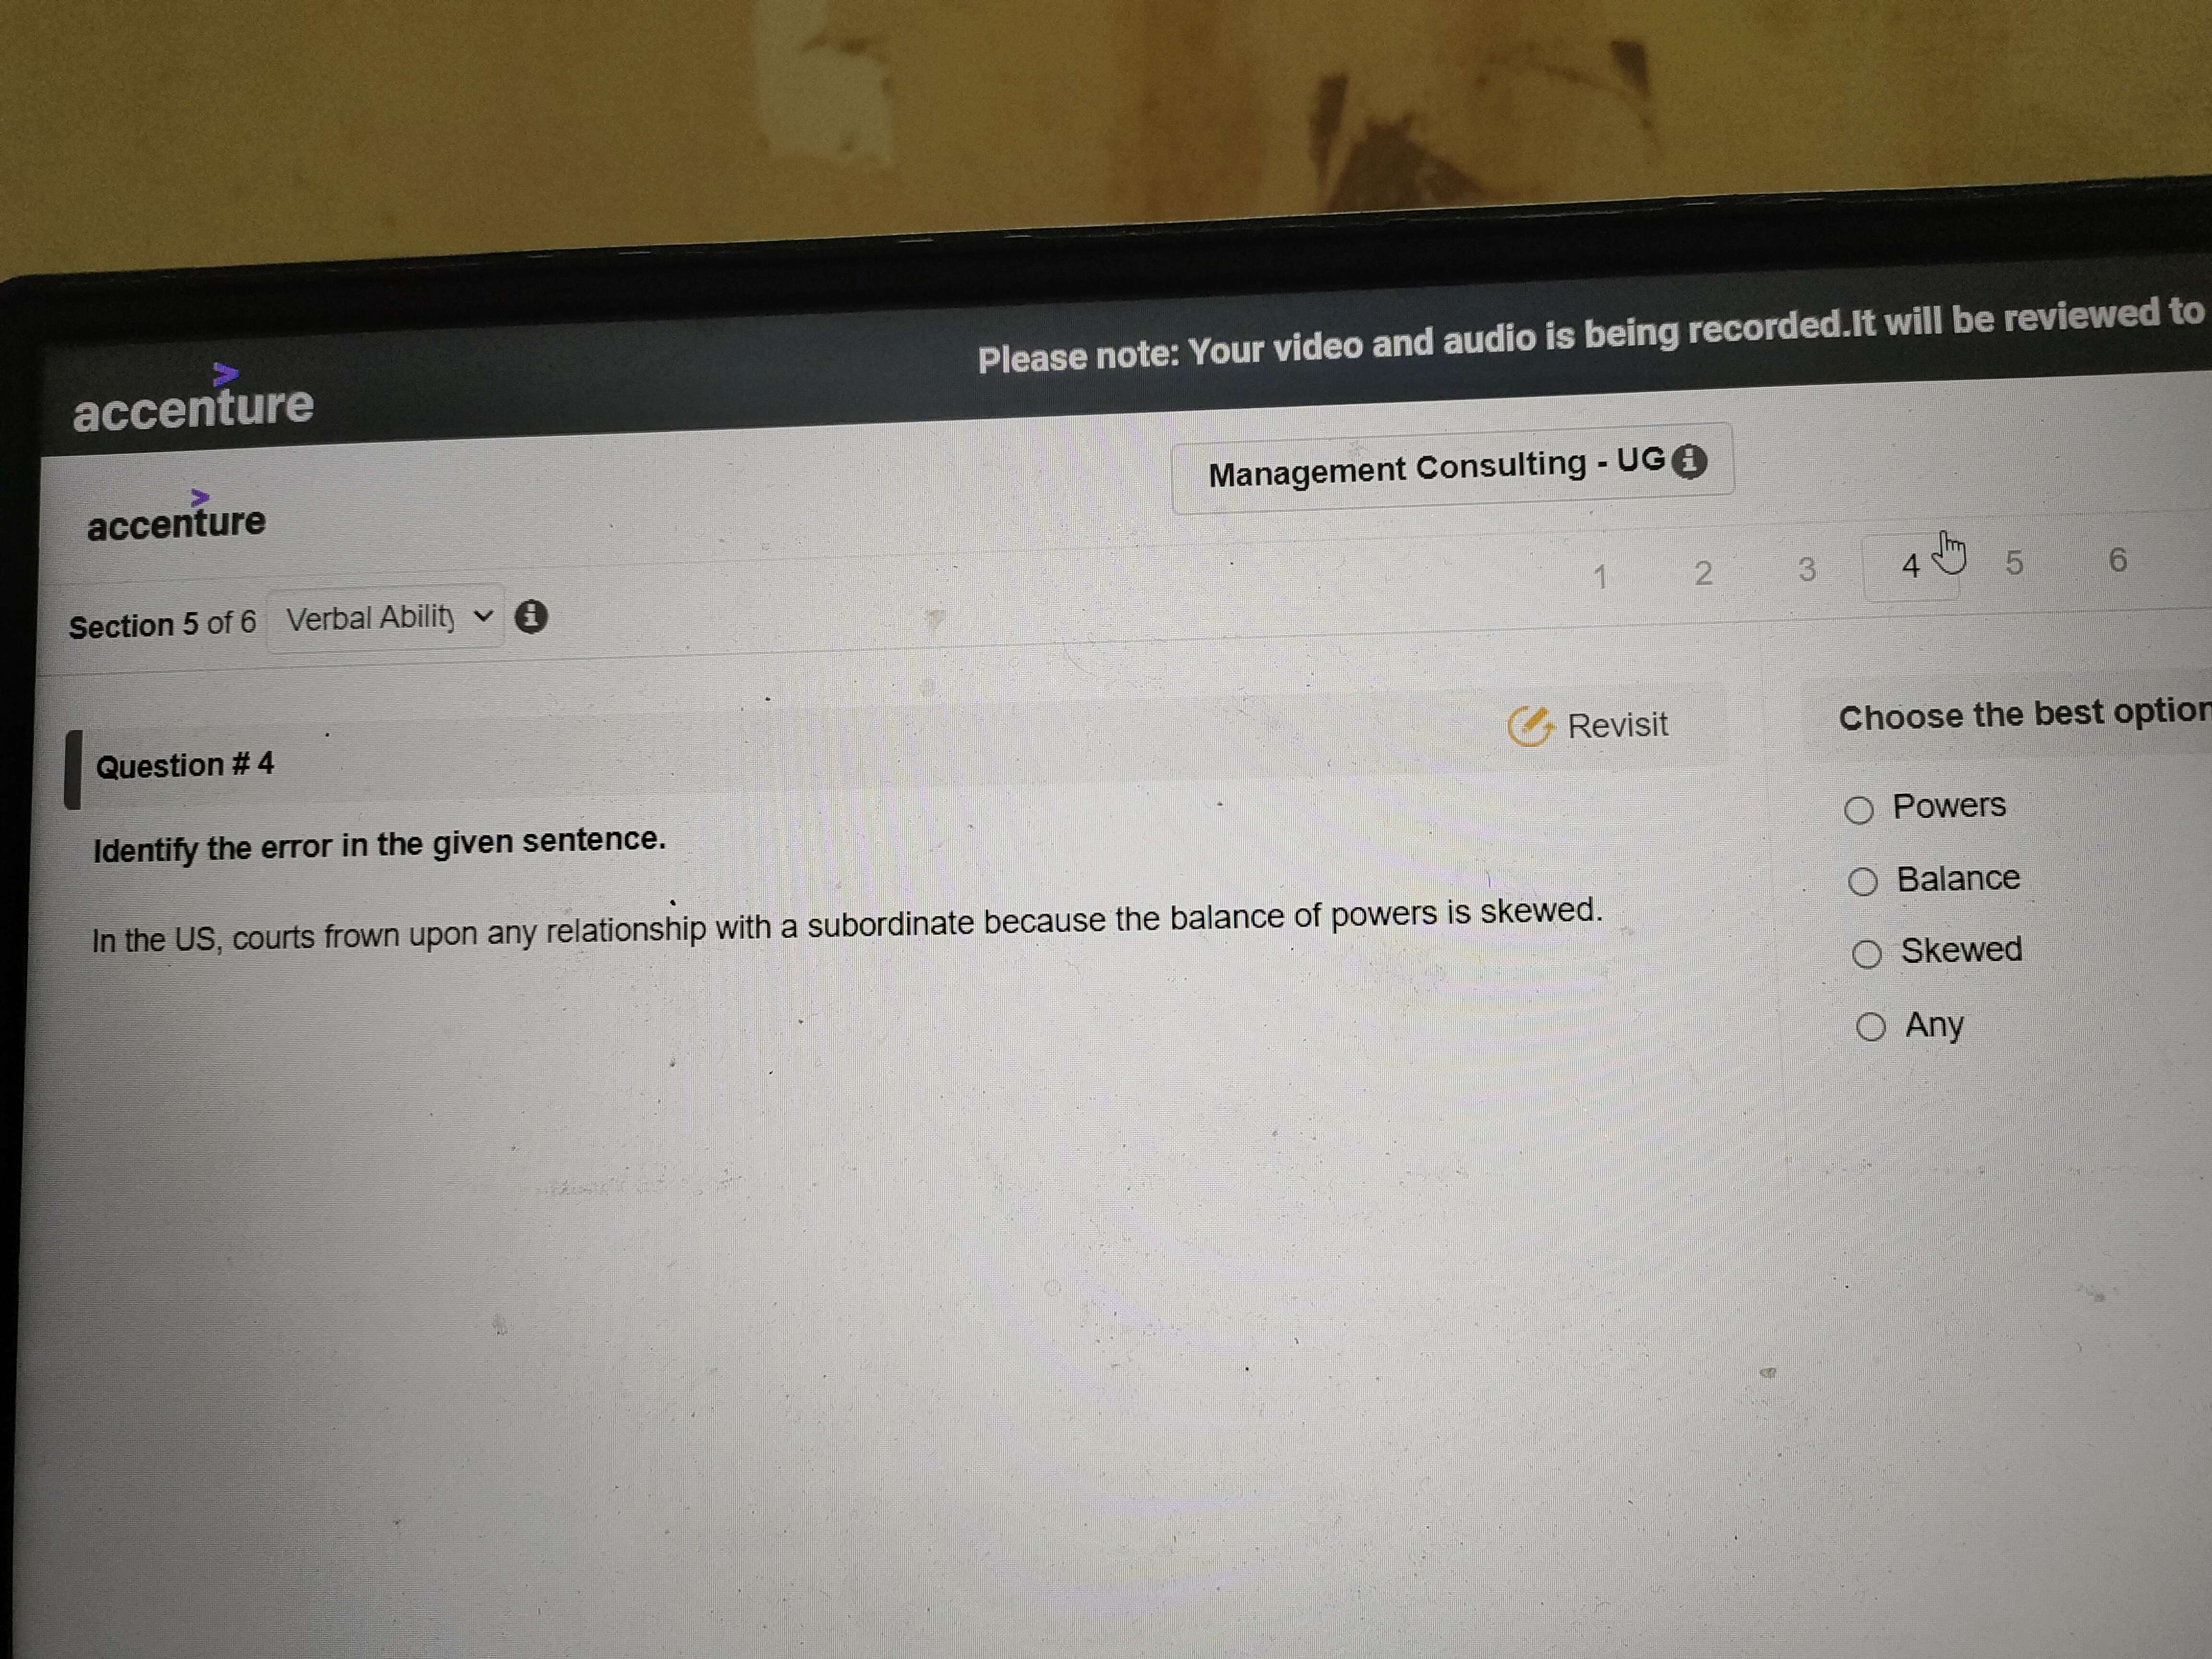 Please note: Your video and audio is being recorded.It will be reviewed to
accenture
Management Consulting - UG
accenture
1 2 3 4 5 6
Section 5 of 6 Verbal Ability
Question # 4
Revisit
Identify the error in the given sentence.
In the US, courts frown upon any relationship with a subordinate because the balance of powers is skewed.
Choose the best option
Powers
Balance
Skewed
Any